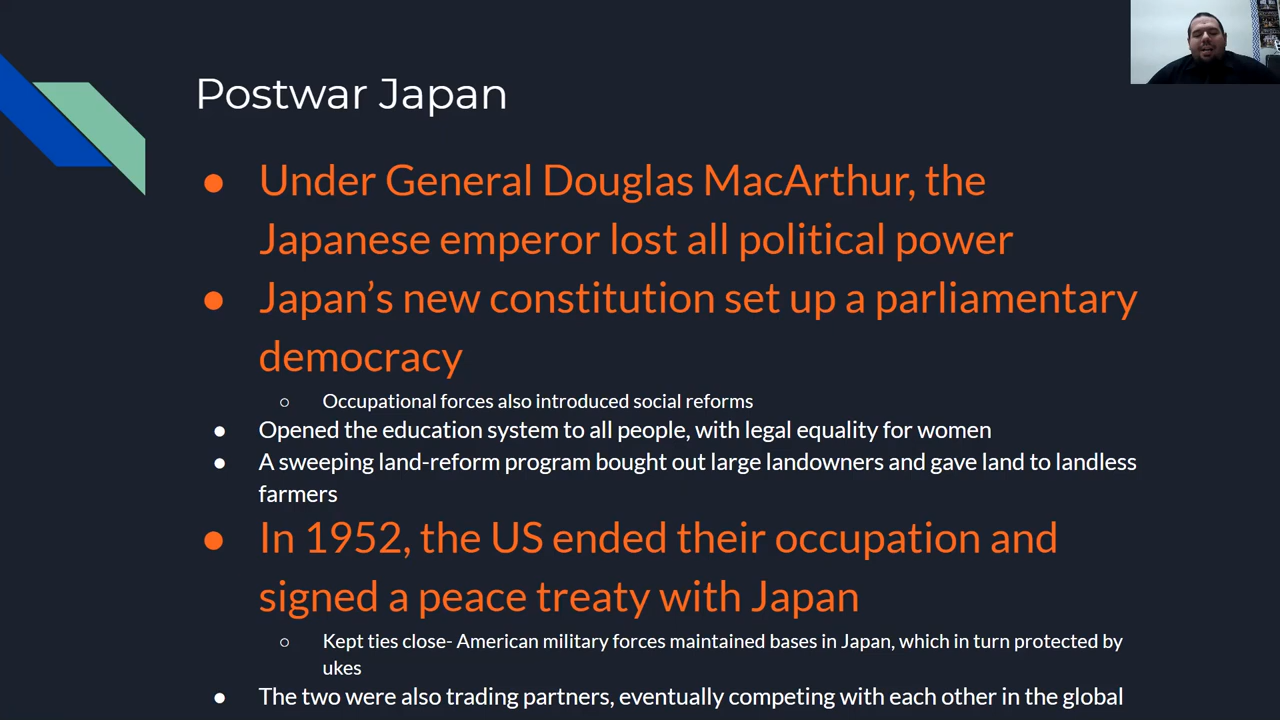 Postwar Japan
● Under General Douglas MacArthur, the
Japanese emperor lost all political power
● Japan’s new constitution set up a parliamentary
democracy
○ Occupational forces also introduced social reforms
● Opened the education system to all people, with legal equality for women
● A sweeping land-reform program bought out large landowners and gave land to landless
farmers
● In 1952, the US ended their occupation and
signed a peace treaty with Japan
○ Kept ties close- American military forces maintained bases in Japan, which in turn protected by
ukes
● The two were also trading partners, eventually competing with each other in the global